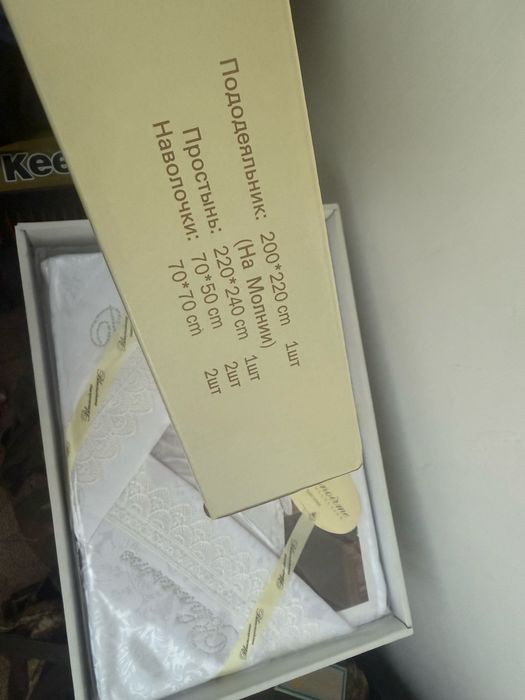 Пододеяльник: 200*220 cm 1шт
(На Молнии)
Простынь: 220*240 cm 1шт
Наволочки: 70*50 cm 2шт
70*70 cm 2шт
Kee